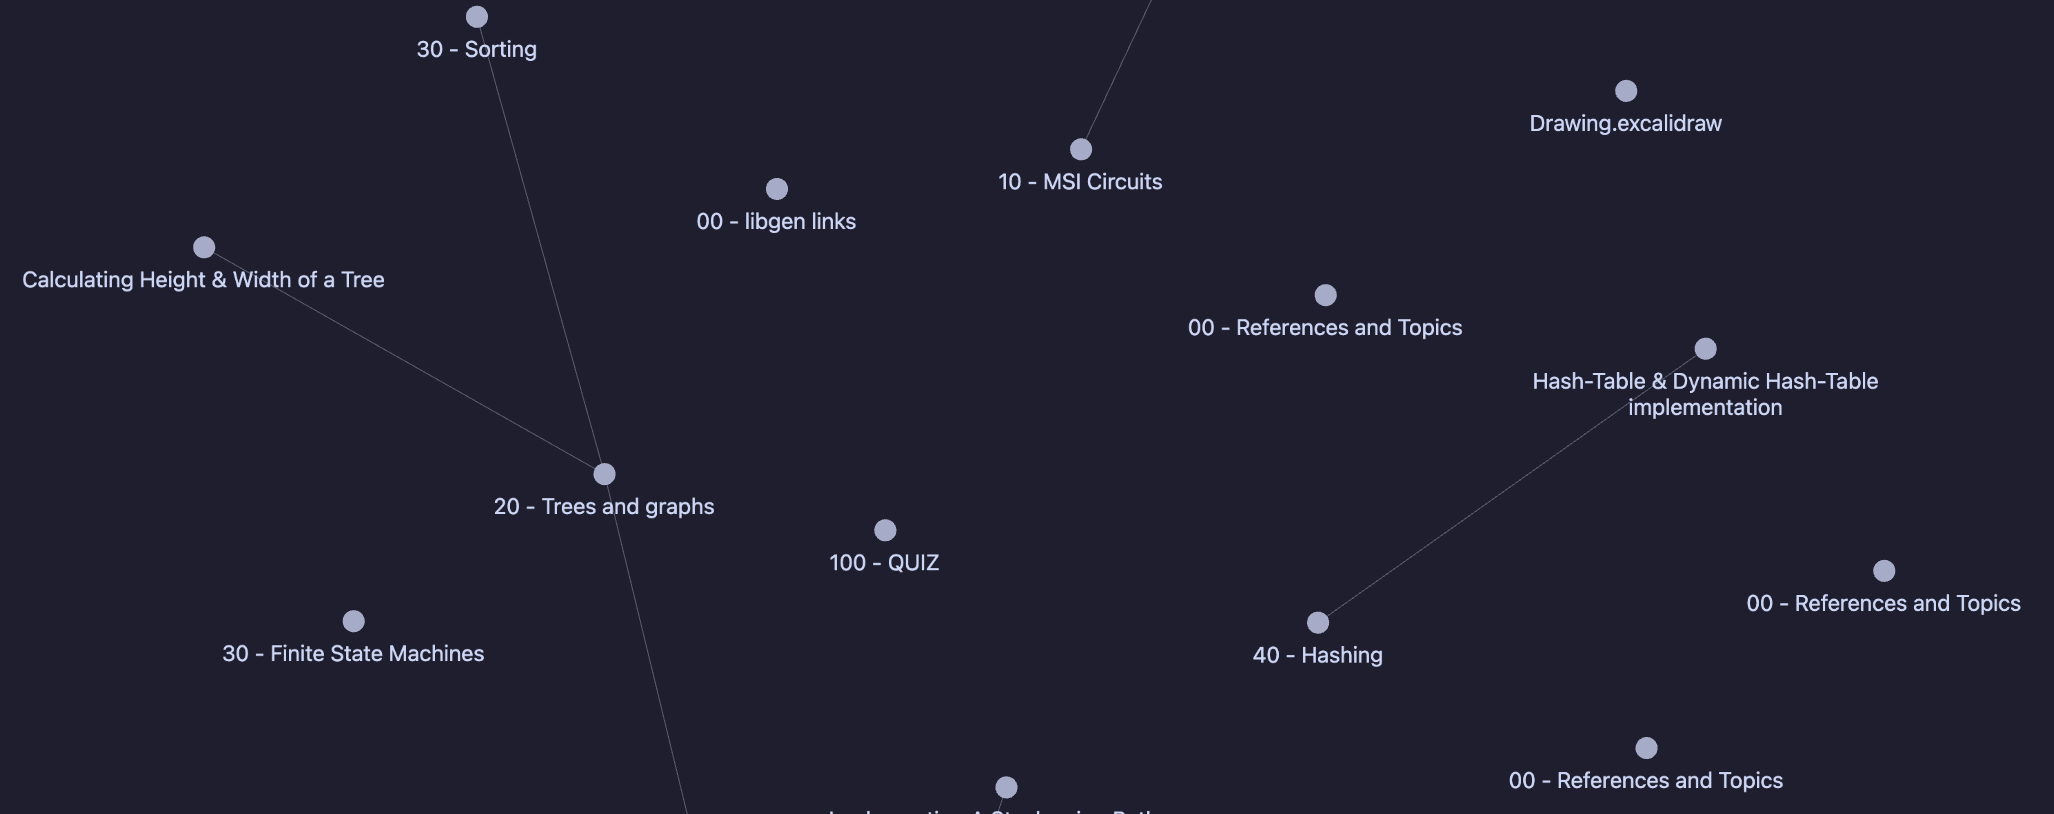 30 - Sorting
Drawing.excalidraw
10 - MSI Circuits
00 - libgen links
Calculating Height & Width of a Tree
00 - References and Topics
Hash-Table & Dynamic Hash-Table
implementation
20 - Trees and graphs
100 - QUIZ
00 - References and Topics
30 - Finite State Machines
40 - Hashing
00 - References and Topics